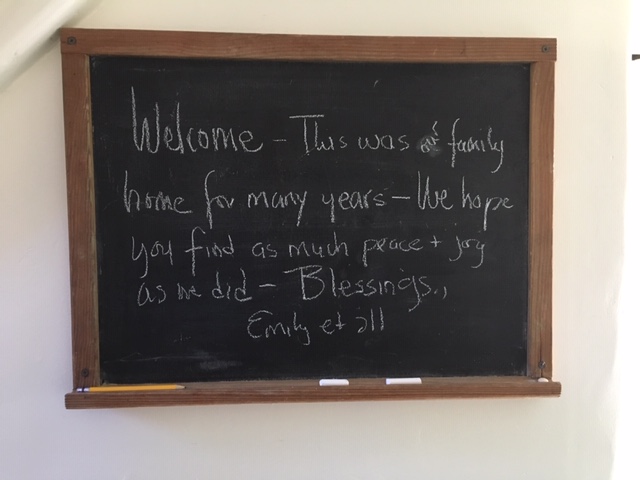 Welcome – This was our family
home for many years – We hope
you find as much peace + joy
as we did – Blessings.,
Emily et all